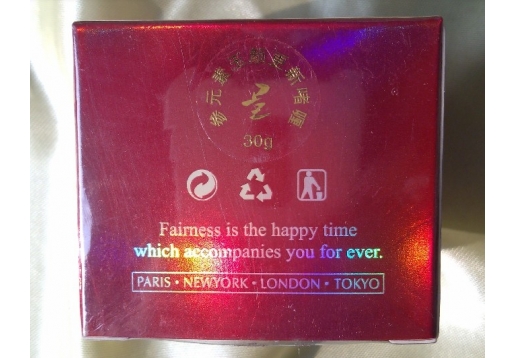 30g
Fairness is the happy time
which accompanies you for ever.
PARIS • NEWYORK • LONDON • TOKYO